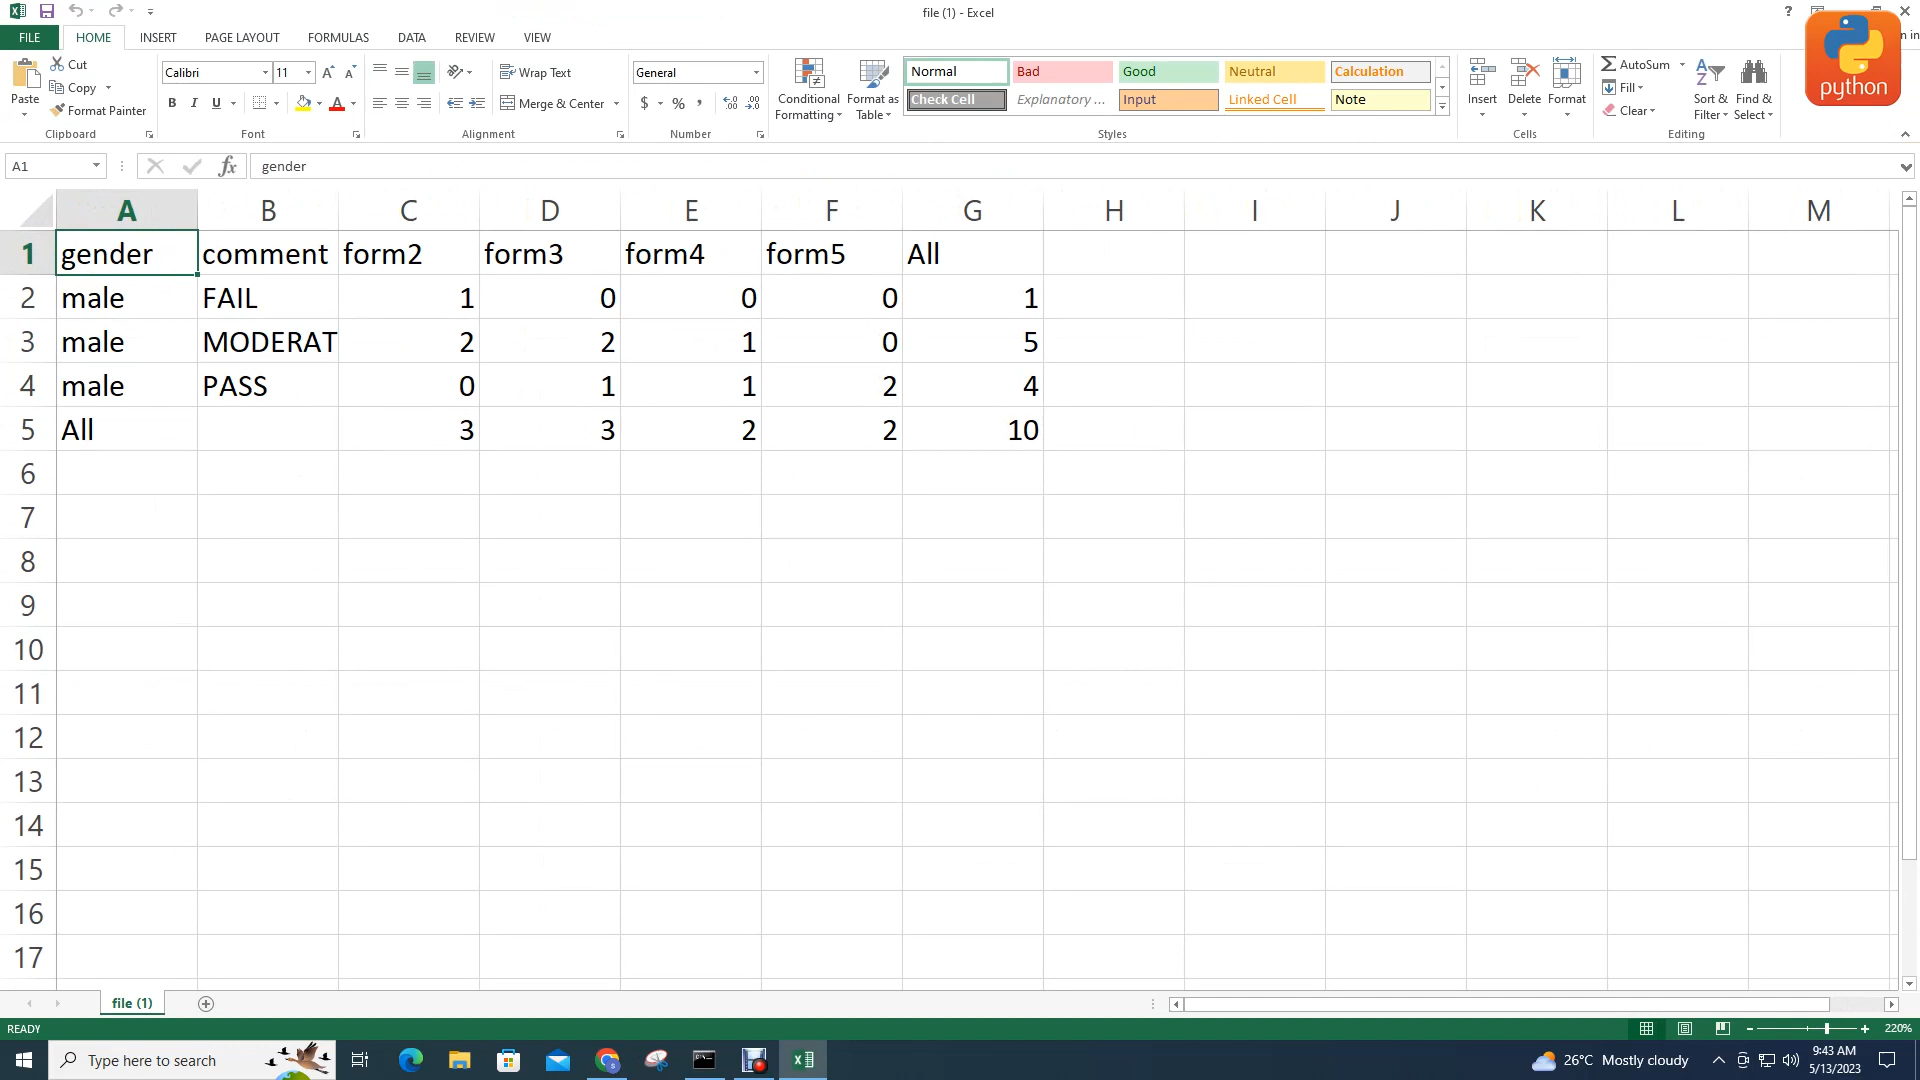 file (1) - Excel
?
n in
python
FILE HOME INSERT PAGE LAYOUT FORMULAS DATA REVIEW VIEW
Paste
Cut
Copy
Format Painter
Clipboard
Calibri 11 A A
B I U A
Font
Wrap Text
Merge & Center
Alignment
General
$ % ,
Number
Conditional Formatting
Format as Table
Normal Bad Good Neutral Calculation
Check Cell Explanatory ... Input Linked Cell Note
Styles
Insert Delete Format
Cells
AutoSum
Fill
Clear
Sort & Filter
Find & Select
Editing
A1 fx gender
A B C D E F G H I J K L M
1 gender comment form2 form3 form4 form5 All
2 male FAIL 1 0 0 0 1
3 male MODERAT 2 2 1 0 5
4 male PASS 0 1 1 2 4
5 All 3 3 2 2 10
6
7
8
9
10
11
12
13
14
15
16
17
file (1)
READY 220%
Type here to search
26°C Mostly cloudy
9:43 AM
5/13/2023